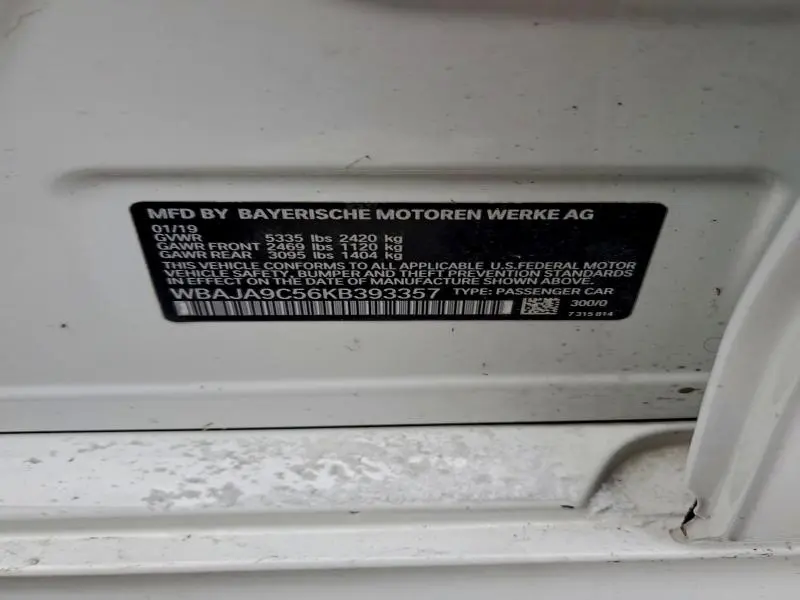 MFD BY BAYERISCHE MOTOREN WERKE AG
01/19
GVWR 5335 lbs 2420 kg
GAWR FRONT 2469 lbs 1120 kg
GAWR REAR 3095 lbs 1404 kg
THIS VEHICLE CONFORMS TO ALL APPLICABLE U.S.FEDERAL MOTOR
VEHICLE SAFETY, BUMPER AND THEFT PREVENTION STANDARDS
IN EFFECT ON THE DATE OF MANUFACTURE SHOWN ABOVE.
WBAJA9C56KB393357 TYPE: PASSENGER CAR
300/0
7 315 814